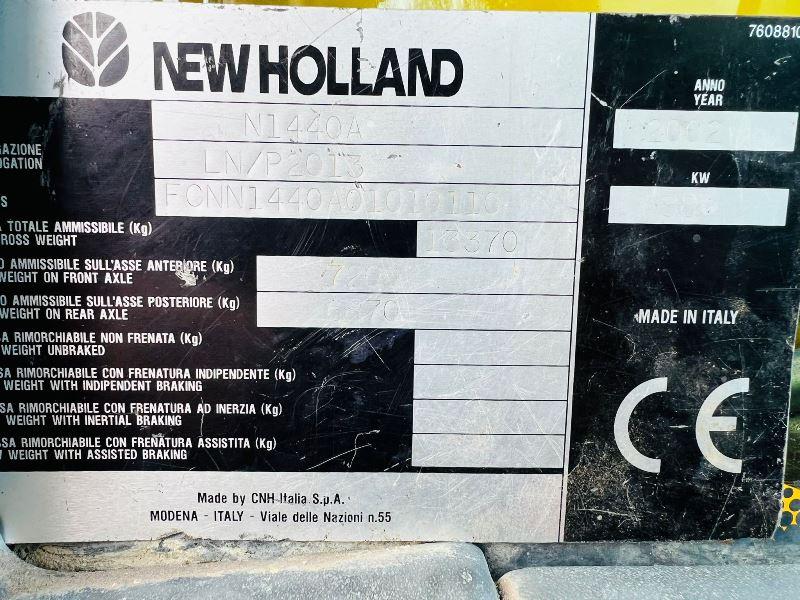 7608810
NEW HOLLAND
ANNO
YEAR
2002
N1440A
GAZIONE
OGATION
LN/P2013
KW
S
FCNN1440A01010110
A TOTALE AMMISSIBILE (Kg)
ROSS WEIGHT
13370
O AMMISSIBILE SULL'ASSE ANTERIORE (Kg)
WEIGHT ON FRONT AXLE
O AMMISSIBILE SULL'ASSE POSTERIORE (Kg)
WEIGHT ON REAR AXLE
MADE IN ITALY
SA RIMORCHIABILE NON FRENATA (Kg)
WEIGHT UNBRAKED
SA RIMORCHIABILE CON FRENATURA INDIPENDENTE (Kg)
WEIGHT WITH INDIPENDENT BRAKING
SA RIMORCHIABILE CON FRENATURA AD INERZIA (Kg)
WEIGHT WITH INERTIAL BRAKING
CE
SSA RIMORCHIABILE CON FRENATURA ASSISTITA (Kg)
W WEIGHT WITH ASSISTED BRAKING
Made by CNH Italia S.p.A.
MODENA - ITALY - Viale delle Nazioni n.55